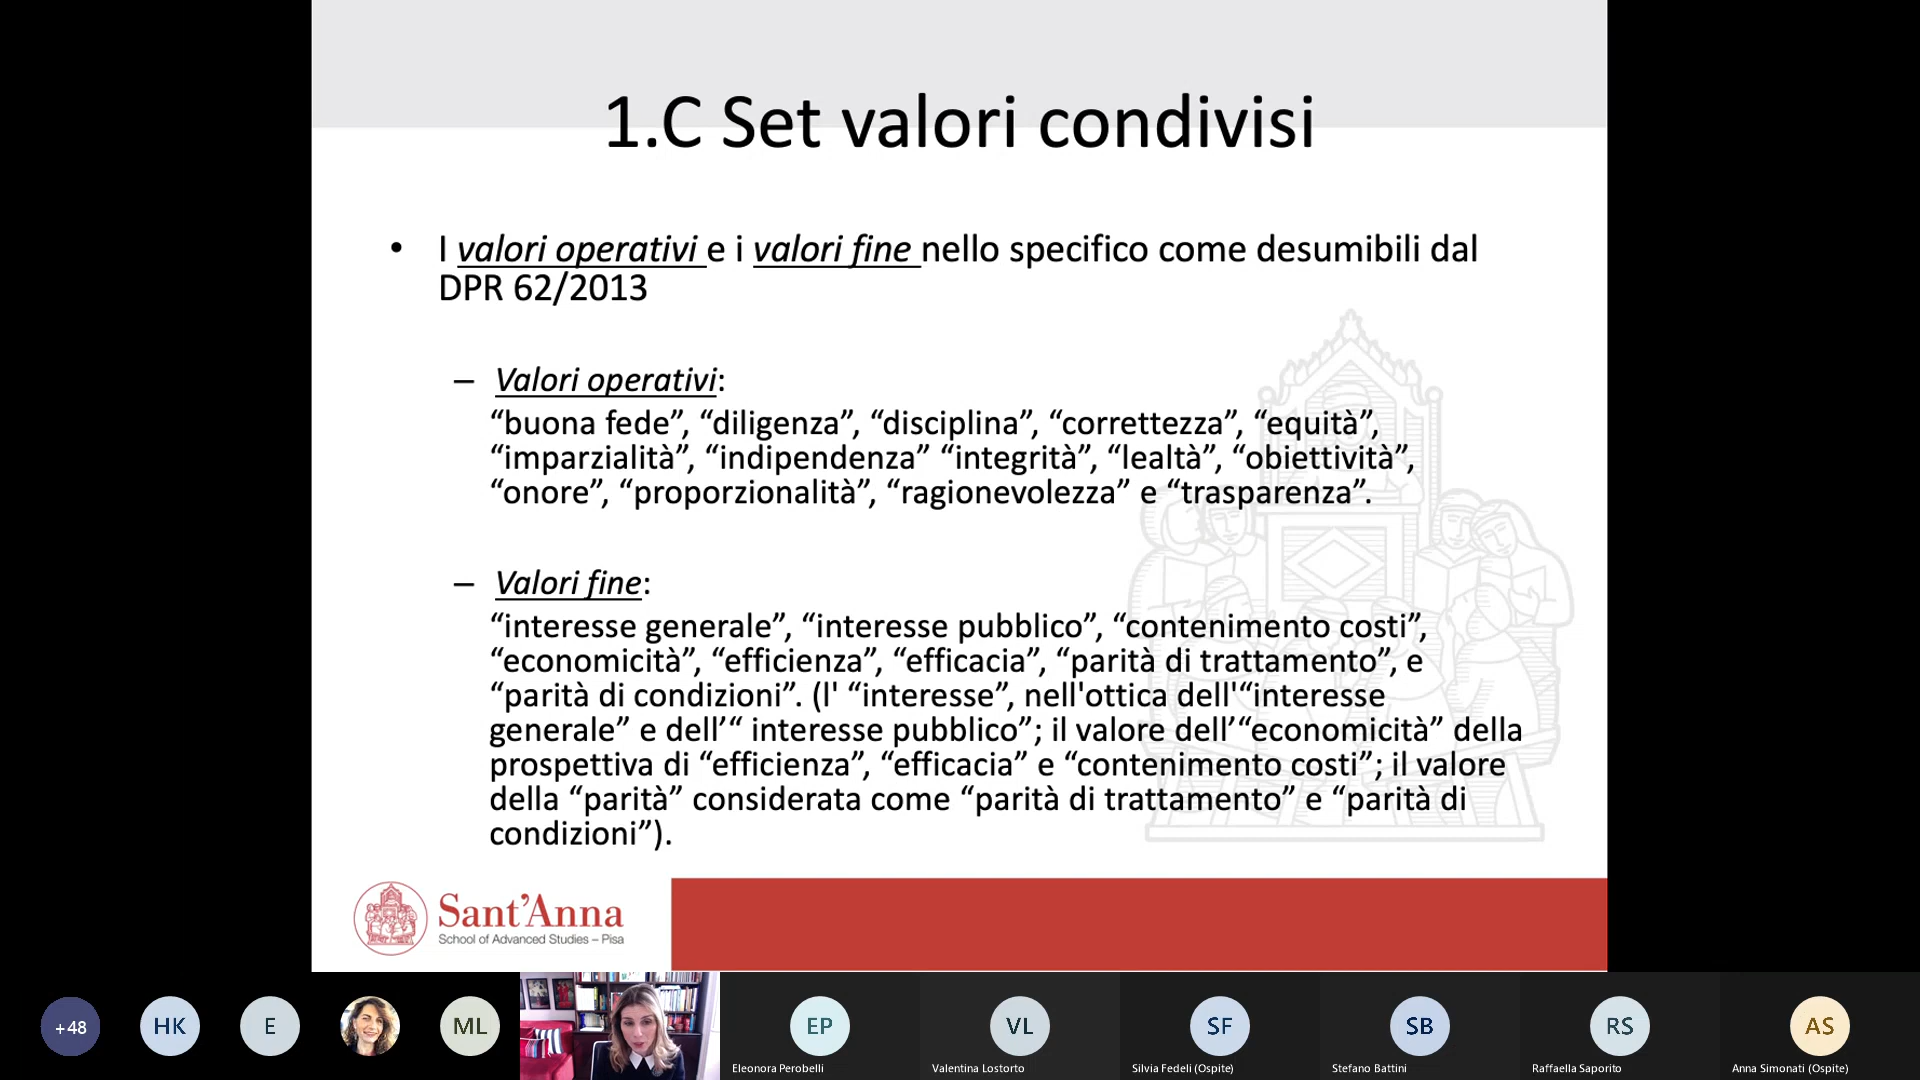 1.C Set valori condivisi
• I valori operativi e i valori fine nello specifico come desumibili dal
DPR 62/2013
– Valori operativi:
“buona fede”, “diligenza”, “disciplina”, “correttezza”, “equità”,
“imparzialità”, “indipendenza” “integrità”, “lealtà”, “obiettività”,
“onore”, “proporzionalità”, “ragionevolezza” e “trasparenza”.
– Valori fine:
“interesse generale”, “interesse pubblico”, “contenimento costi”,
“economicità”, “efficienza”, “efficacia”, “parità di trattamento”, e
“parità di condizioni”. (l' “interesse”, nell'ottica dell'“interesse
generale” e dell’“ interesse pubblico”; il valore dell’“economicità” della
prospettiva di “efficienza”, “efficacia” e “contenimento costi”; il valore
della “parità” considerata come “parità di trattamento” e “parità di
condizioni”).
Sant’Anna
School of Advanced Studies – Pisa
+48
HK
E
ML
EP
VL
SF
SB
RS
AS
Eleonora Perobelli
Valentina Lostorto
Silvia Fedeli (Ospite)
Stefano Battini
Raffaella Saporito
Anna Simonati (Ospite)